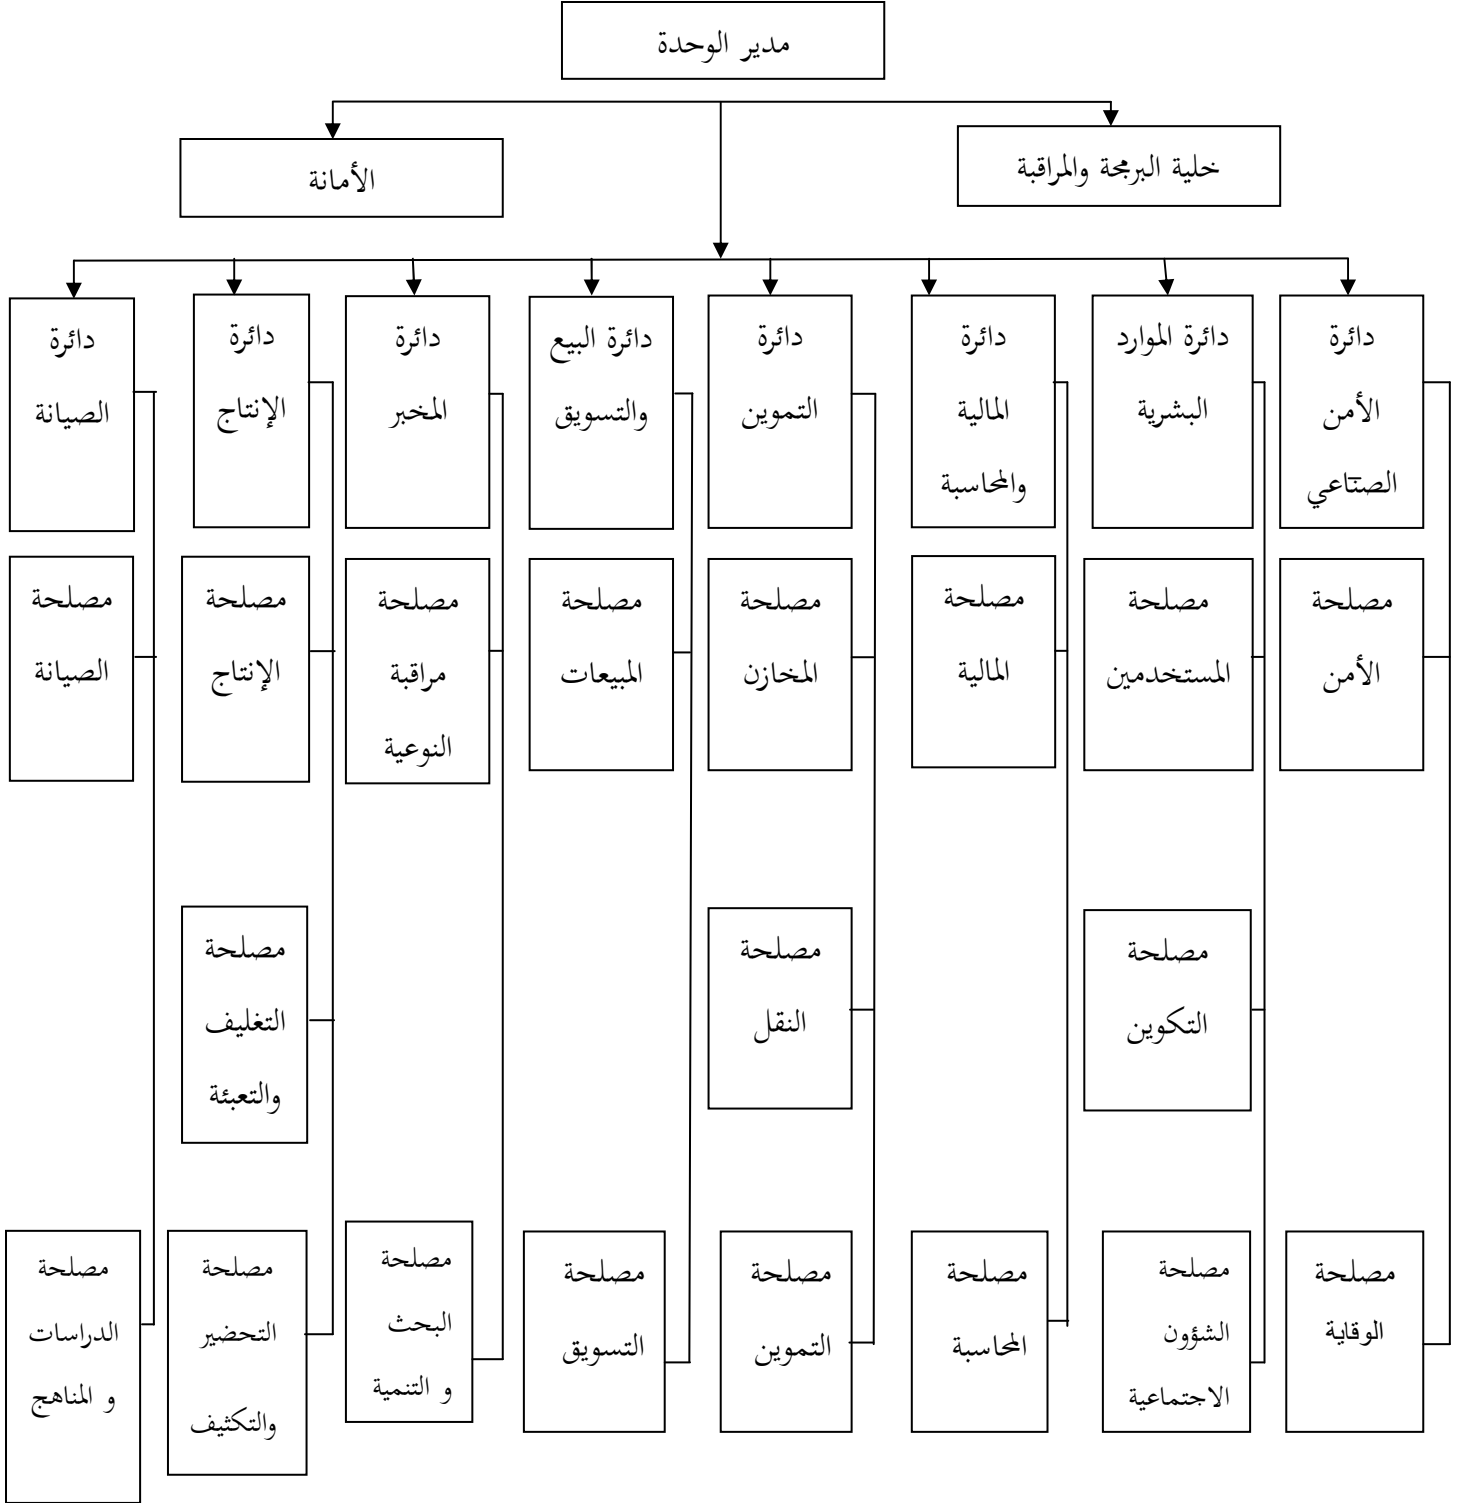 مدير الوحدة
خلية البرمجة والمراقبة
الأمانة
دائرة
الأمن
الصناعي
دائرة الموارد
البشرية
دائرة
المالية
والمحاسبة
دائرة
التموين
دائرة البيع
والتسويق
دائرة
المخبر
دائرة
الإنتاج
دائرة
الصيانة
مصلحة
الأمن
مصلحة
المستخدمين
مصلحة
المالية
مصلحة
المخازن
مصلحة
المبيعات
مصلحة
مراقبة
النوعية
مصلحة
الإنتاج
مصلحة
الصيانة
مصلحة
التكوين
مصلحة
النقل
مصلحة
التغليف
والتعبئة
مصلحة
الوقاية
مصلحة
الشؤون
الاجتماعية
مصلحة
المحاسبة
مصلحة
التموين
مصلحة
التسويق
مصلحة
البحث
و التنمية
مصلحة
التحضير
والتكثيف
مصلحة
الدراسات
و المناهج